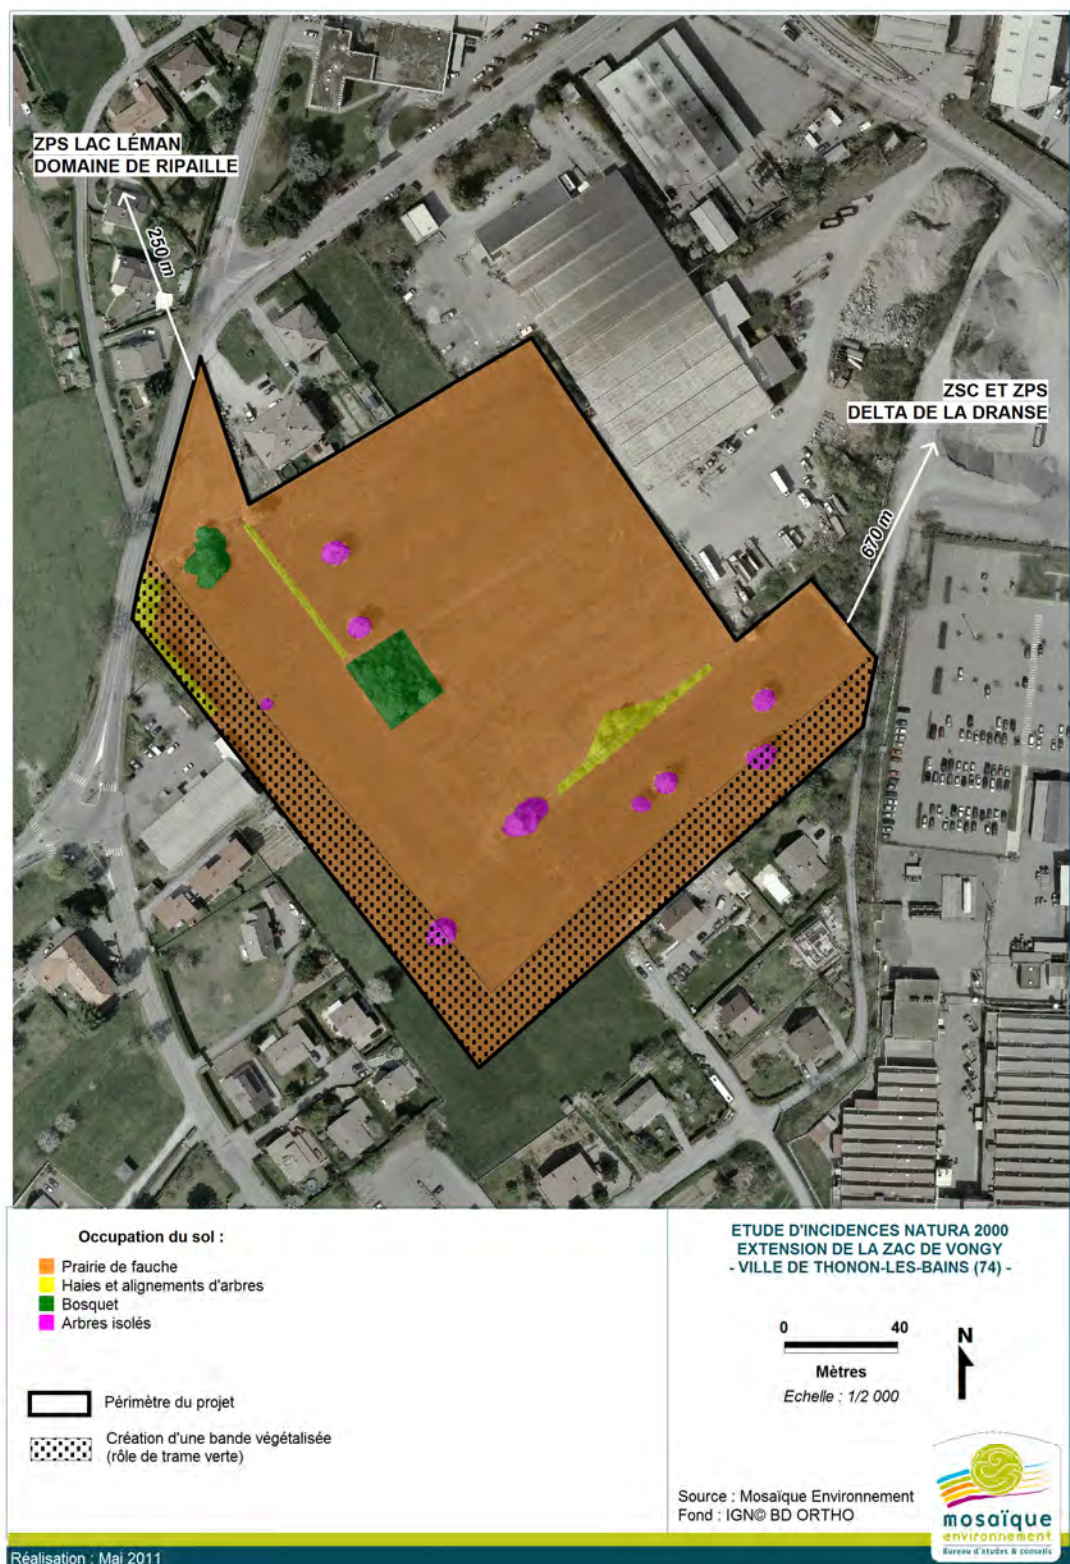 ZPS LAC LÉMAN
DOMAINE DE RIPAILLE
250 m
ZSC ET ZPS
DELTA DE LA DRANSE
670 m
Occupation du sol :
Prairie de fauche
Haies et alignements d'arbres
Bosquet
Arbres isolés
Périmètre du projet
Création d'une bande végétalisée
(rôle de trame verte)
ETUDE D'INCIDENCES NATURA 2000
EXTENSION DE LA ZAC DE VONGY
- VILLE DE THONON-LES-BAINS (74) -
0 40
Mètres
Echelle : 1/2 000
N
Source : Mosaïque Environnement
Fond : IGN© BD ORTHO
mosaïque
environnement
Bureau d'études & conseils
Réalisation : Mai 2011